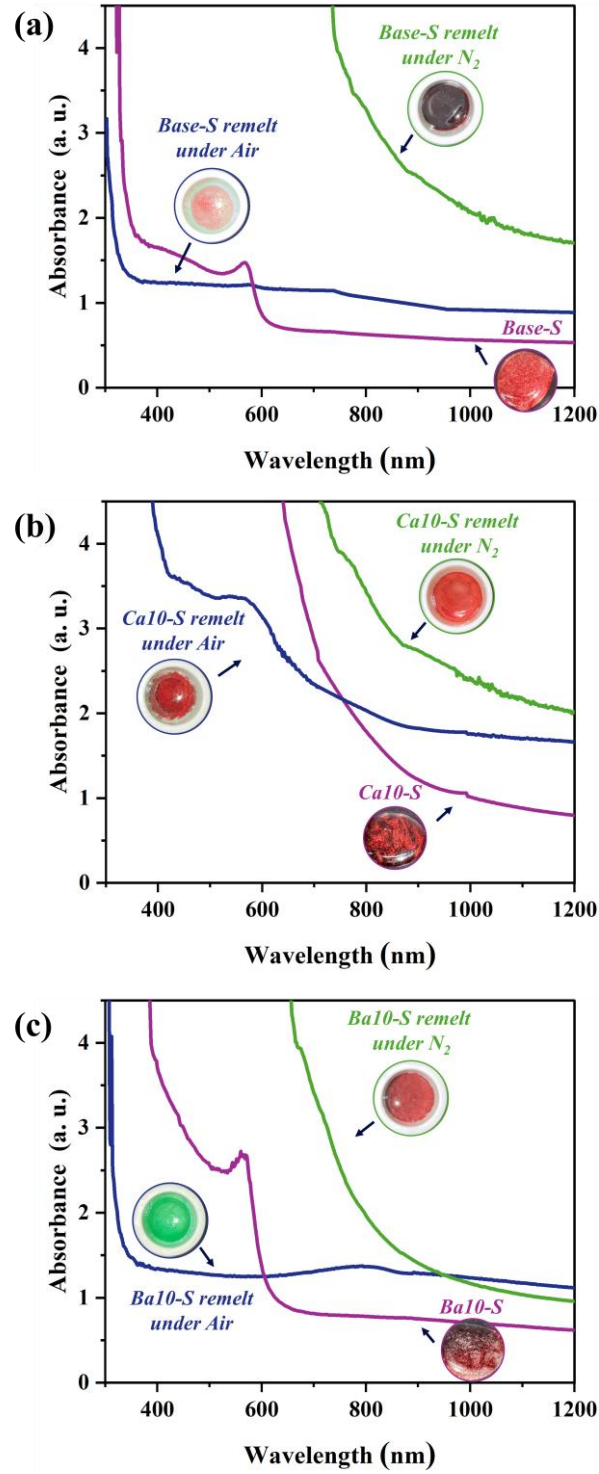 (a)
4
3
2
1
0
Absorbance (a. u.)
Base-S remelt
under N₂
Base-S remelt
under Air
Base-S
400 600 800 1000 1200
Wavelength (nm)
(b)
4
3
2
1
0
Absorbance (a. u.)
Ca10-S remelt
under N₂
Ca10-S remelt
under Air
Ca10-S
400 600 800 1000 1200
Wavelength (nm)
(c)
4
3
2
1
0
Absorbance (a. u.)
Ba10-S remelt
under N₂
Ba10-S remelt
under Air
Ba10-S
400 600 800 1000 1200
Wavelength (nm)